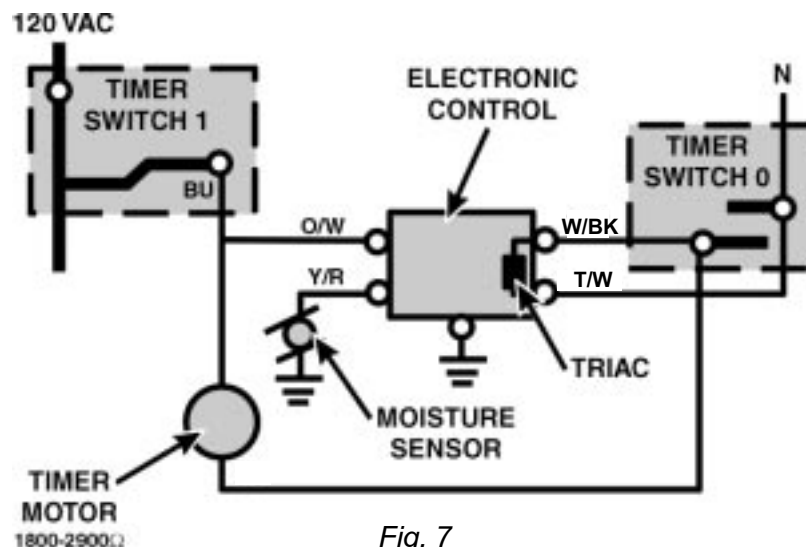 120 VAC
TIMER
SWITCH 1
BU
ELECTRONIC
CONTROL
N
TIMER
SWITCH 0
O/W
W/BK
Y/R
T/W
TRIAC
MOISTURE
SENSOR
TIMER
MOTOR
1800-2900Ω
Fig. 7